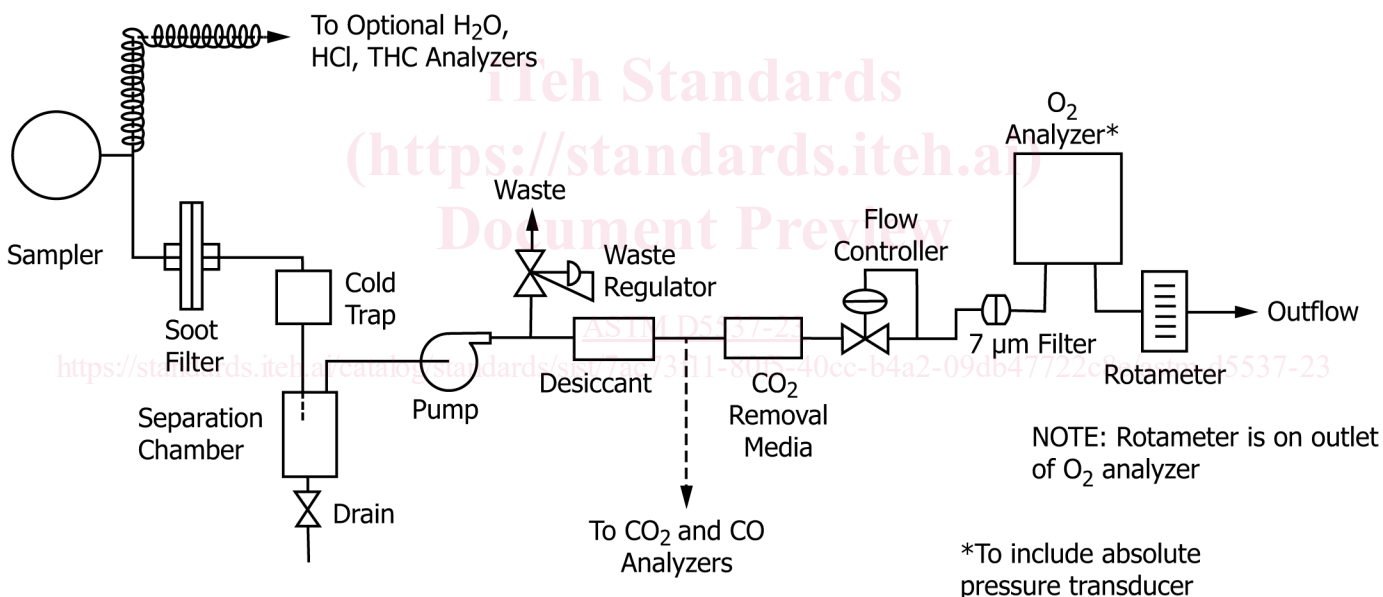 To Optional H₂O,
HCl, THC Analyzers
iTeh Standards
(https://standards.iteh.ai)
Document Preview
O₂
Analyzer*
Waste
Flow
Controller
Waste
Regulator
Sampler
Cold
Trap
Soot
Filter
ASTM D5537-23
Outflow
7 µm Filter
Desiccant
CO₂
Removal
Media
Rotameter
Pump
Separation
Chamber
Drain
NOTE: Rotameter is on outlet
of O₂ analyzer
To CO₂ and CO
Analyzers
*To include absolute
pressure transducer